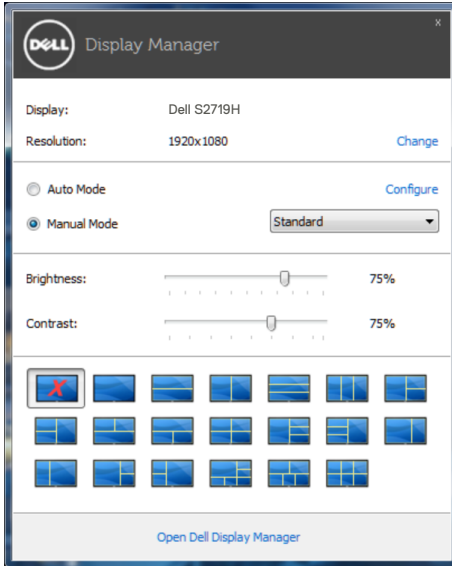 x
DELL Display Manager
Display: Dell S2719H
Resolution: 1920x1080 Change
Auto Mode Configure
Manual Mode Standard
Brightness: 75%
Contrast: 75%
X
Open Dell Display Manager